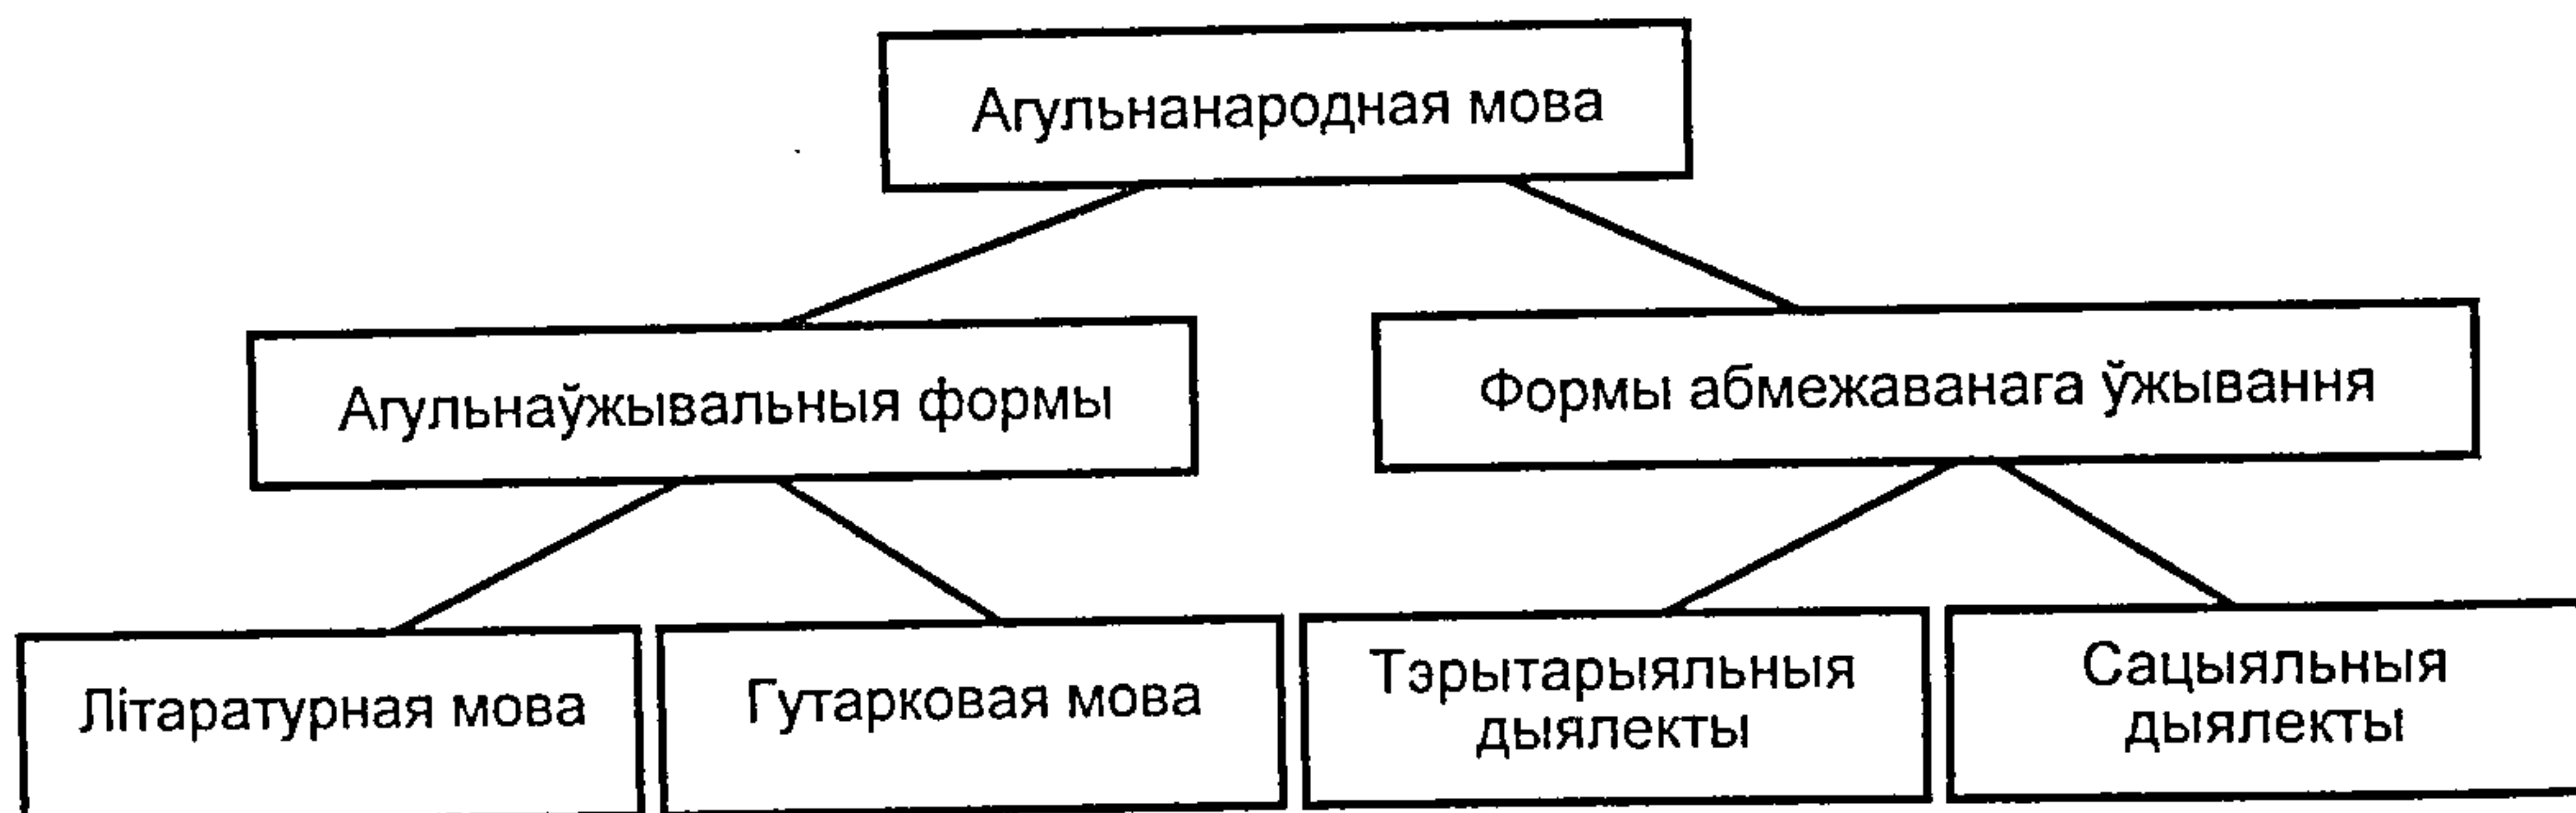 Агульнанародная мова
Агульнаўжывальныя формы
Формы абмежаванага ўжывання
Літаратурная мова
Гутарковая мова
Тэрытарыяльныя
дыялекты
Сацыяльныя
дыялекты